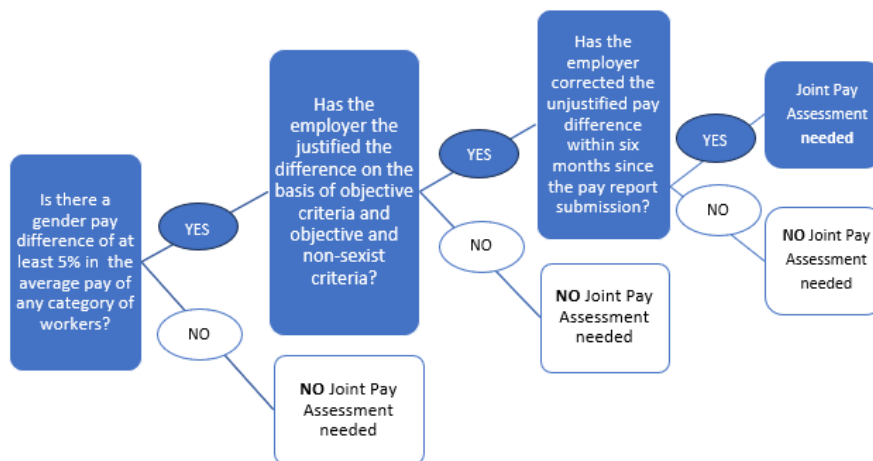 Is there a
gender pay
difference of at
least 5% in the
average pay of
any category of
workers?
YES
NO
Has the
employer the
justified the
difference on the
basis of objective
criteria and
objective and
non-sexist
criteria?
NO Joint Pay
Assessment
needed
YES
NO
Has the
employer
corrected the
unjustified pay
difference
within six
months since
the pay report
submission?
NO Joint Pay
Assessment
needed
YES
NO
Joint Pay
Assessment
needed
NO Joint Pay
Assessment
needed